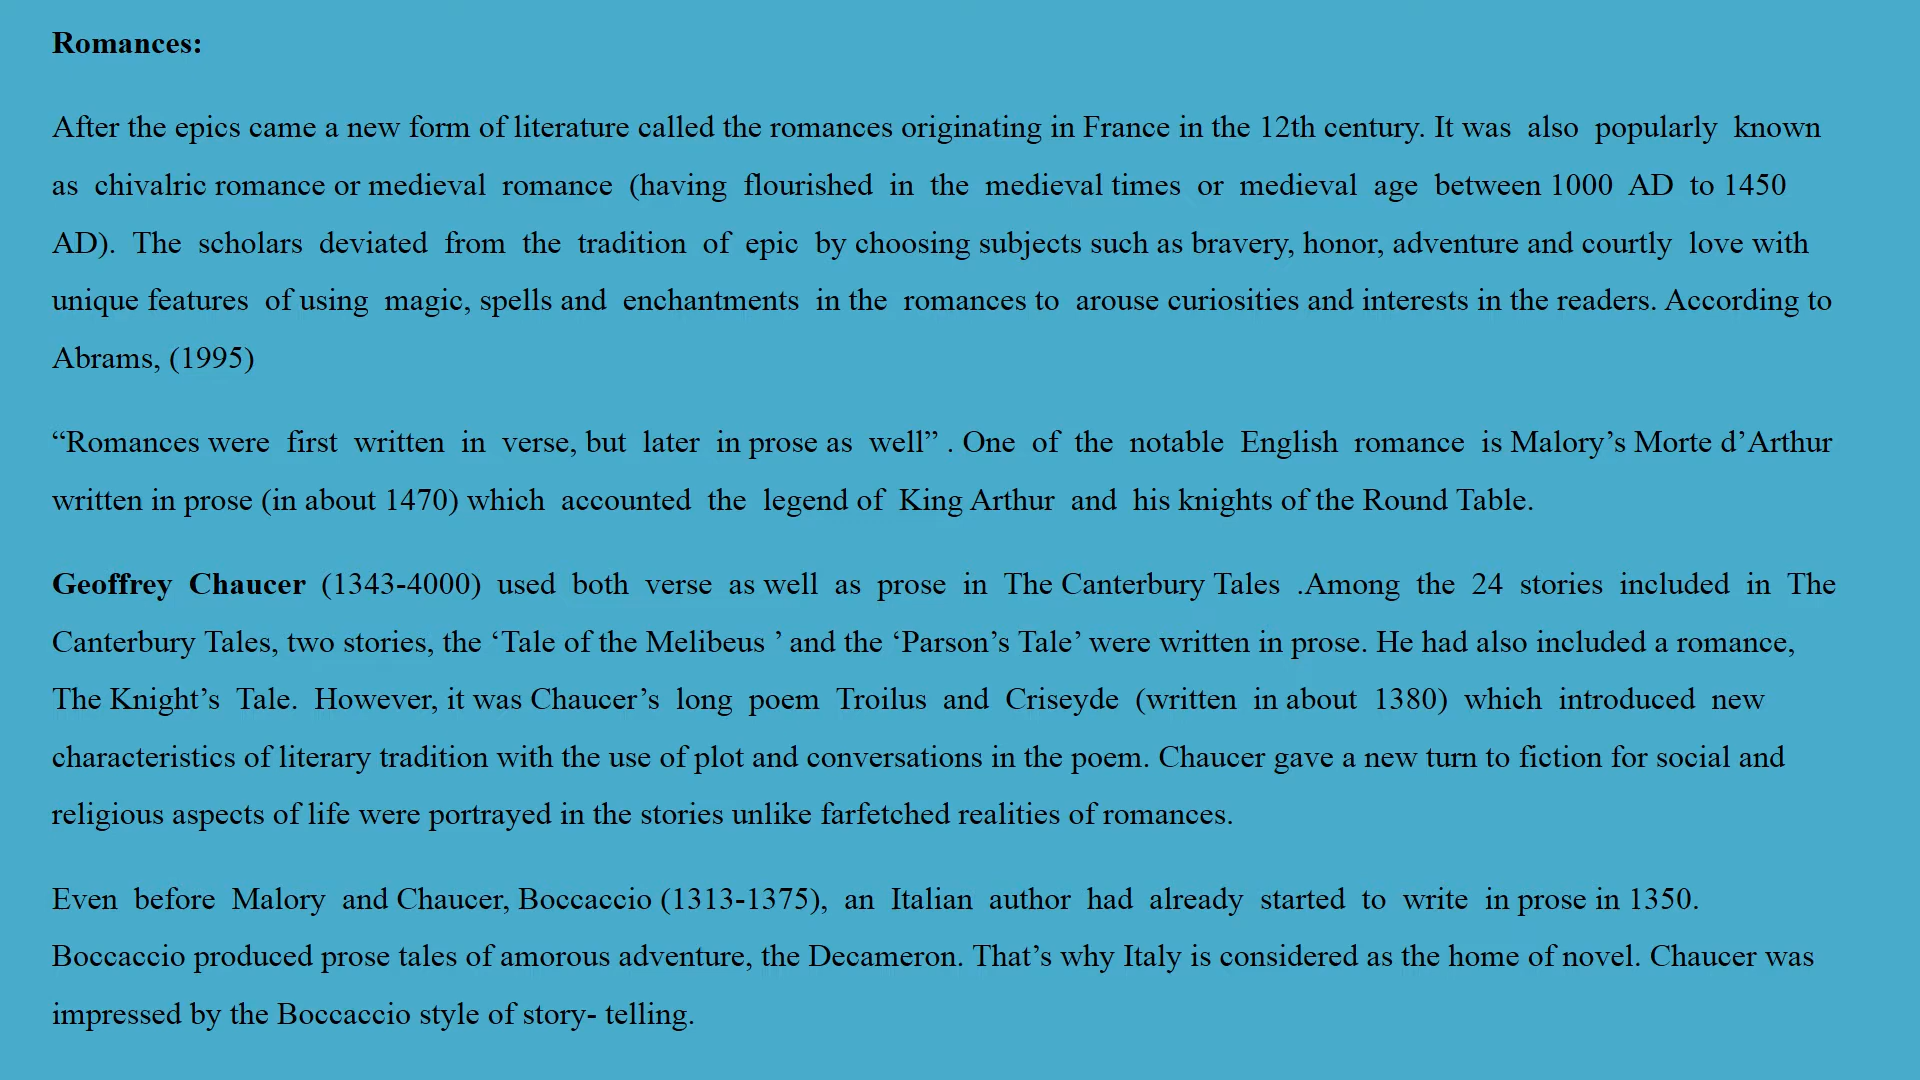 Romances:
After the epics came a new form of literature called the romances originating in France in the 12th century. It was also popularly known
as chivalric romance or medieval romance (having flourished in the medieval times or medieval age between 1000 AD to 1450
AD). The scholars deviated from the tradition of epic by choosing subjects such as bravery, honor, adventure and courtly love with
unique features of using magic, spells and enchantments in the romances to arouse curiosities and interests in the readers. According to
Abrams, (1995)
“Romances were first written in verse, but later in prose as well” . One of the notable English romance is Malory’s Morte d’Arthur
written in prose (in about 1470) which accounted the legend of King Arthur and his knights of the Round Table.
Geoffrey Chaucer (1343-4000) used both verse as well as prose in The Canterbury Tales .Among the 24 stories included in The
Canterbury Tales, two stories, the ‘Tale of the Melibeus ’ and the ‘Parson’s Tale’ were written in prose. He had also included a romance,
The Knight’s Tale. However, it was Chaucer’s long poem Troilus and Criseyde (written in about 1380) which introduced new
characteristics of literary tradition with the use of plot and conversations in the poem. Chaucer gave a new turn to fiction for social and
religious aspects of life were portrayed in the stories unlike farfetched realities of romances.
Even before Malory and Chaucer, Boccaccio (1313-1375), an Italian author had already started to write in prose in 1350.
Boccaccio produced prose tales of amorous adventure, the Decameron. That’s why Italy is considered as the home of novel. Chaucer was
impressed by the Boccaccio style of story- telling.